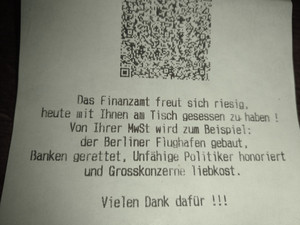 Das Finanzamt freut sich riesig,
heute mit Ihnen am Tisch gesessen zu haben !
Von Ihrer MwSt wird zum Beispiel:
der Berliner Flughafen gebaut,
Banken gerettet, Unfähige Politiker honoriert
und Grosskonzerne liebkost.
Vielen Dank dafür !!!